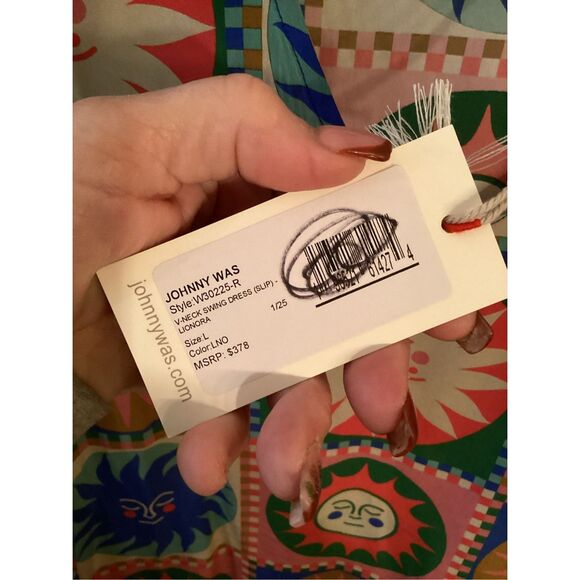 JOHNNY WAS
Style:W30225-R
V-NECK SWING DRESS (SLIP) -
LIONORA
1/25
Size:L
Color:LNO
MSRP: $378
johnnywas.com